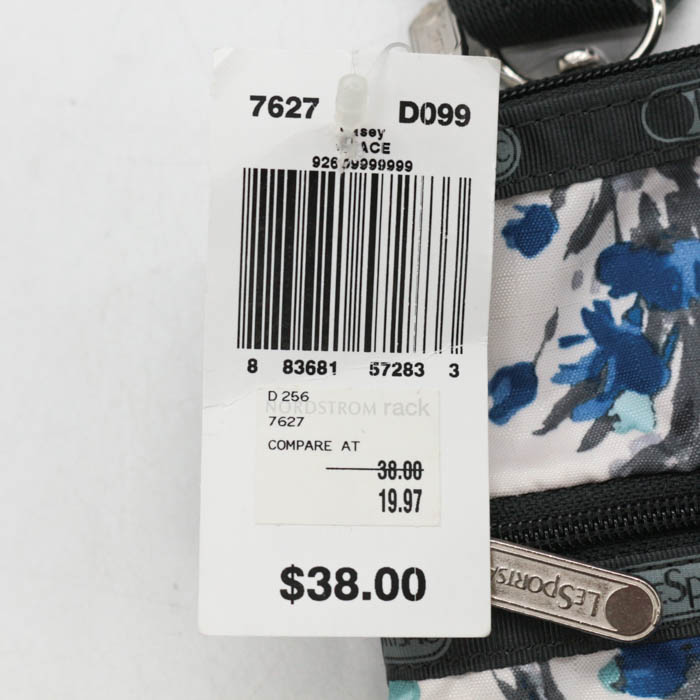 7627 D099
92609999999
8 83681 57283 3
D 256
NORDSTROM rack
7627
COMPARE AT
38.00
19.97
$38.00
LESPORTSAC